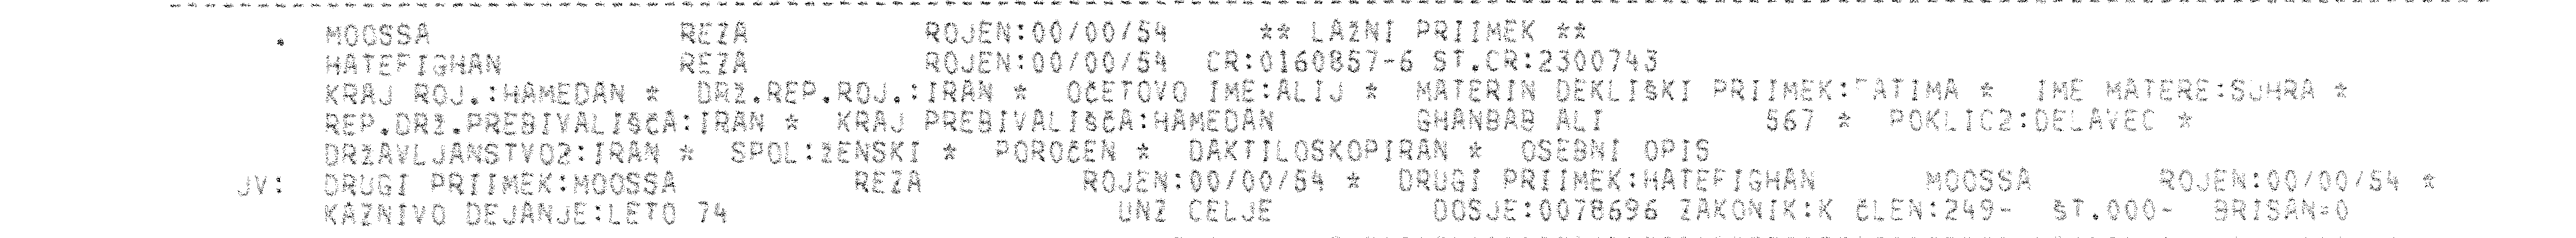 . MOOSSA REZA ROJEN:00/00/54 ** LAŽNI PRIIMEK **
HATEFIGHAN REZA ROJEN:00/00/54 CR:0160857-6 ST.CR:2300743
KRAJ ROJ.:HAMEDAN * DRŽ.REP.ROJ.:IRAN * OČETOVO IME:ALIJ * MATERIN DEKLIŠKI PRIIMEK:FATIMA * IME MATERE:SUHRA *
REP.DRŽ.PREBIVALIŠČA:IRAN * KRAJ PREBIVALIŠČA:HAMEDAN GHANBAB ALI 567 * POKLIC2:DELAVEC *
DRŽAVLJANSTVO2:IRAN * SPOL:ŽENSKI * POROČEN * DAKTILOSKOPIRAN * OSEBNI OPIS
JV: DRUGI PRIIMEK:MOOSSA REZA ROJEN:00/00/54 * DRUGI PRIIMEK:HATEFIGHAN MOOSSA ROJEN:00/00/54 *
KAZNIVO DEJANJE:LETO 74 UNZ CELJE DOSJE:0078696 ZAKONIK:K ČLEN:249- ŠT.000- BRISAN=0